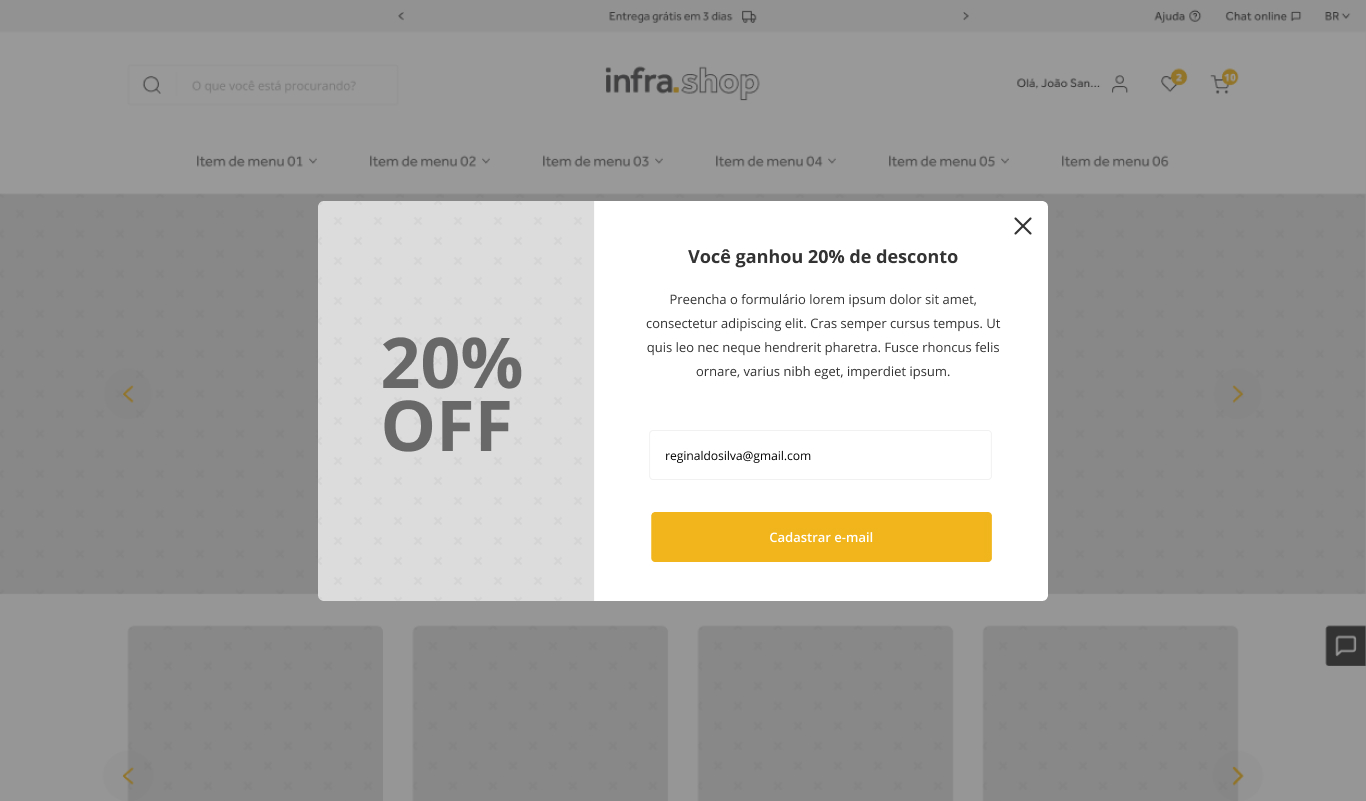 Entrega grátis em 3 dias
Ajuda
Chat online
BR
O que você está procurando?
infra.shop
Olá, João San...
2
10
Item de menu 01
Item de menu 02
Item de menu 03
Item de menu 04
Item de menu 05
Item de menu 06
20%
OFF
Você ganhou 20% de desconto
Preencha o formulário lorem ipsum dolor sit amet,
consectetur adipiscing elit. Cras semper cursus tempus. Ut
quis leo nec neque hendrerit pharetra. Fusce rhoncus felis
ornare, varius nibh eget, imperdiet ipsum.
reginaldosilva@gmail.com
Cadastrar e-mail